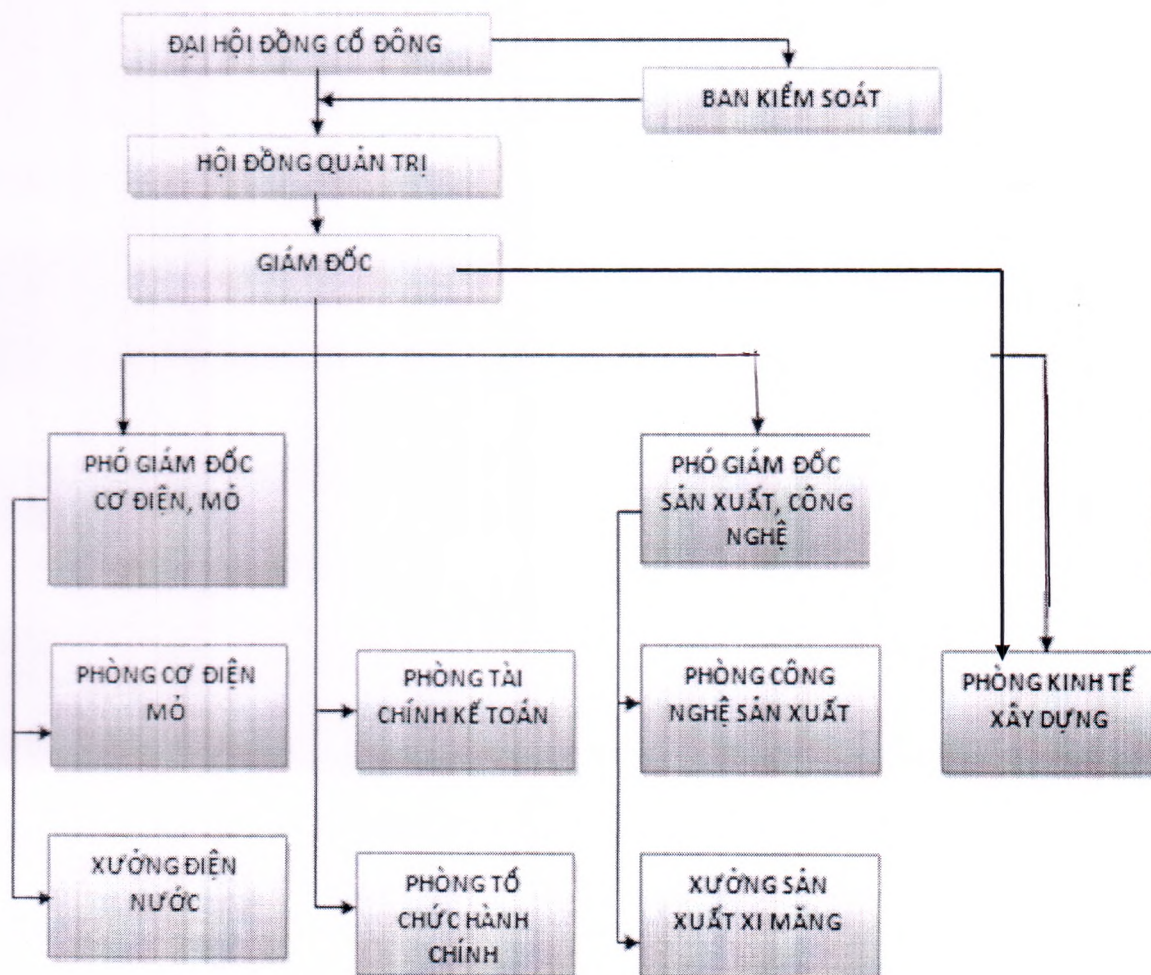 ĐẠI HỘI ĐỒNG CỔ ĐÔNG
BAN KIỂM SOÁT
HỘI ĐỒNG QUẢN TRỊ
GIÁM ĐỐC
PHÓ GIÁM ĐỐC
CƠ ĐIỆN, MỎ
PHÓ GIÁM ĐỐC
SẢN XUẤT, CÔNG
NGHỆ
PHÒNG CƠ ĐIỆN
MỎ
PHÒNG TÀI
CHÍNH KẾ TOÁN
PHÒNG CÔNG
NGHỆ SẢN XUẤT
PHÒNG KINH TẾ
XÂY DỰNG
XƯỞNG ĐIỆN
NƯỚC
PHÒNG TỔ
CHỨC HÀNH
CHÍNH
XƯỞNG SẢN
XUẤT XI MĂNG